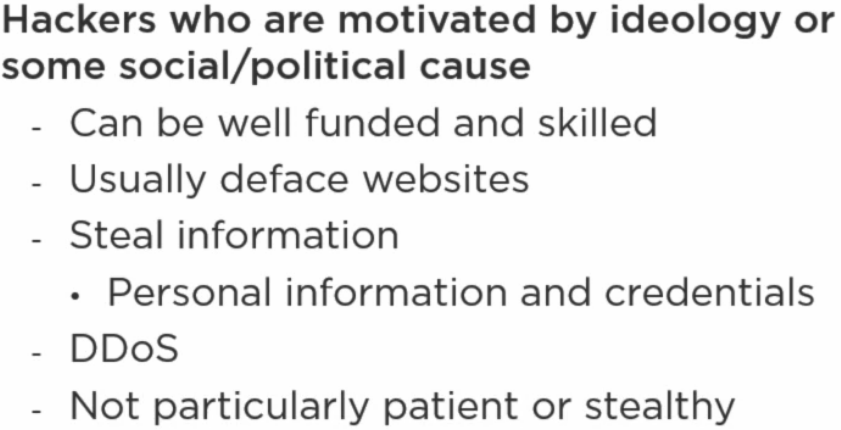 Hackers who are motivated by ideology or
some social/political cause
- Can be well funded and skilled
- Usually deface websites
- Steal information
• Personal information and credentials
- DDoS
- Not particularly patient or stealthy